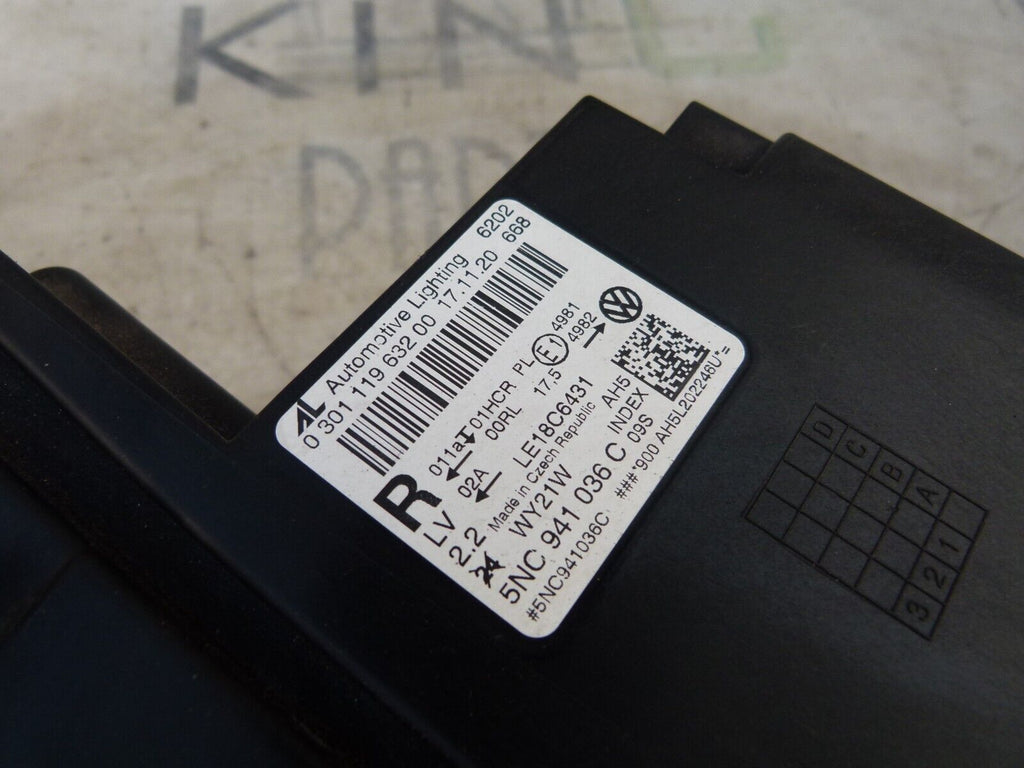 KING
PAR
AL Automotive Lighting 6202
0 301 119 632 00 17.11.20 668
R 011a 01HCR PL E1 4981
02A 00RL 17,5 4982
LV LE18C6431
2.2 Made in Czech Republic AH5
24 WY21W
5NC 941 036 C INDEX 09S
#5NC941036C ###*900 AH5L202246U*=
D C B A
1
2
3